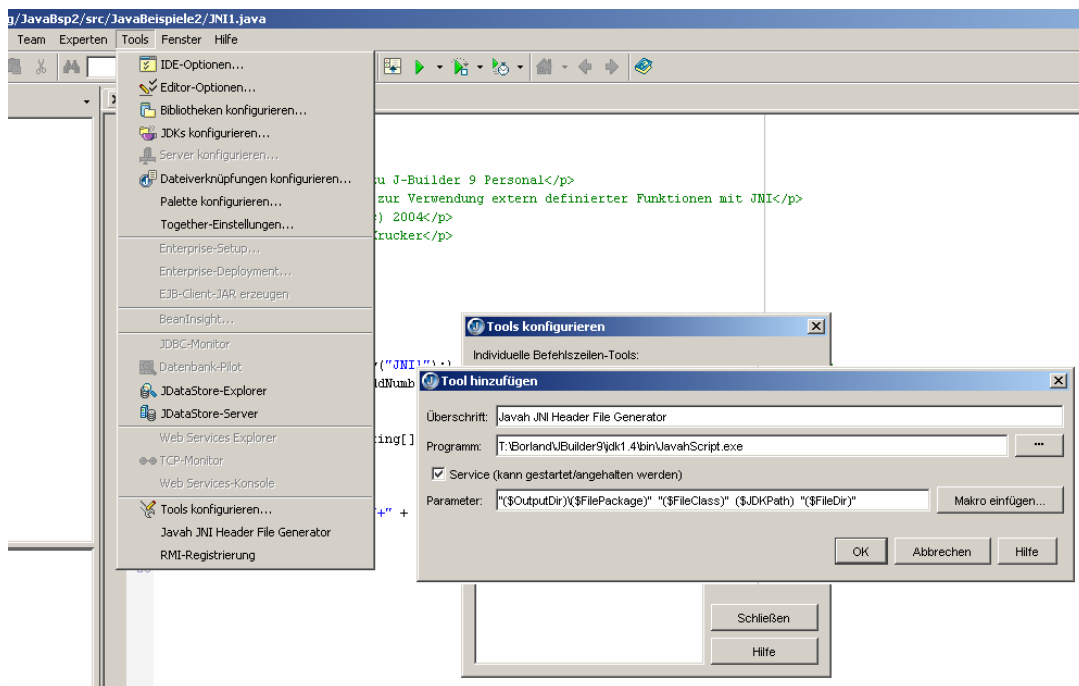 g/JavaBsp2/src/JavaBeispiele2/JNI1.java
Team Experten Tools Fenster Hilfe
IDE-Optionen...
Editor-Optionen...
Bibliotheken konfigurieren...
JDKs konfigurieren...
Server konfigurieren...
Dateiverknüpfungen konfigurieren...
Palette konfigurieren...
Together-Einstellungen...
Enterprise-Setup...
Enterprise-Deployment...
EJB-Client-JAR erzeugen
BeanInsight...
JDBC-Monitor
Datenbank-Pilot
JDataStore-Explorer
JDataStore-Server
Web Services Explorer
TCP-Monitor
Web Services-Konsole
Tools konfigurieren...
Javah JNI Header File Generator
RMI-Registrierung
zu J-Builder 9 Personal</p>
zur Verwendung extern definierter Funktionen mit JNI</p>
) 2004</p>
Krucker</p>
("JNI1");
ddNumb
ing[]
"+" +
Tools konfigurieren
Individuelle Befehlszeilen-Tools:
Tool hinzufügen
Überschrift: Javah JNI Header File Generator
Programm: T:\Borland\JBuilder9\jdk1.4\bin\JavahScript.exe ...
Service (kann gestartet/angehalten werden)
Parameter: "($OutputDir)\($FilePackage)" "($FileClass)" ($JDKPath) "($FileDir)" Makro einfügen...
OK Abbrechen Hilfe
Schließen
Hilfe